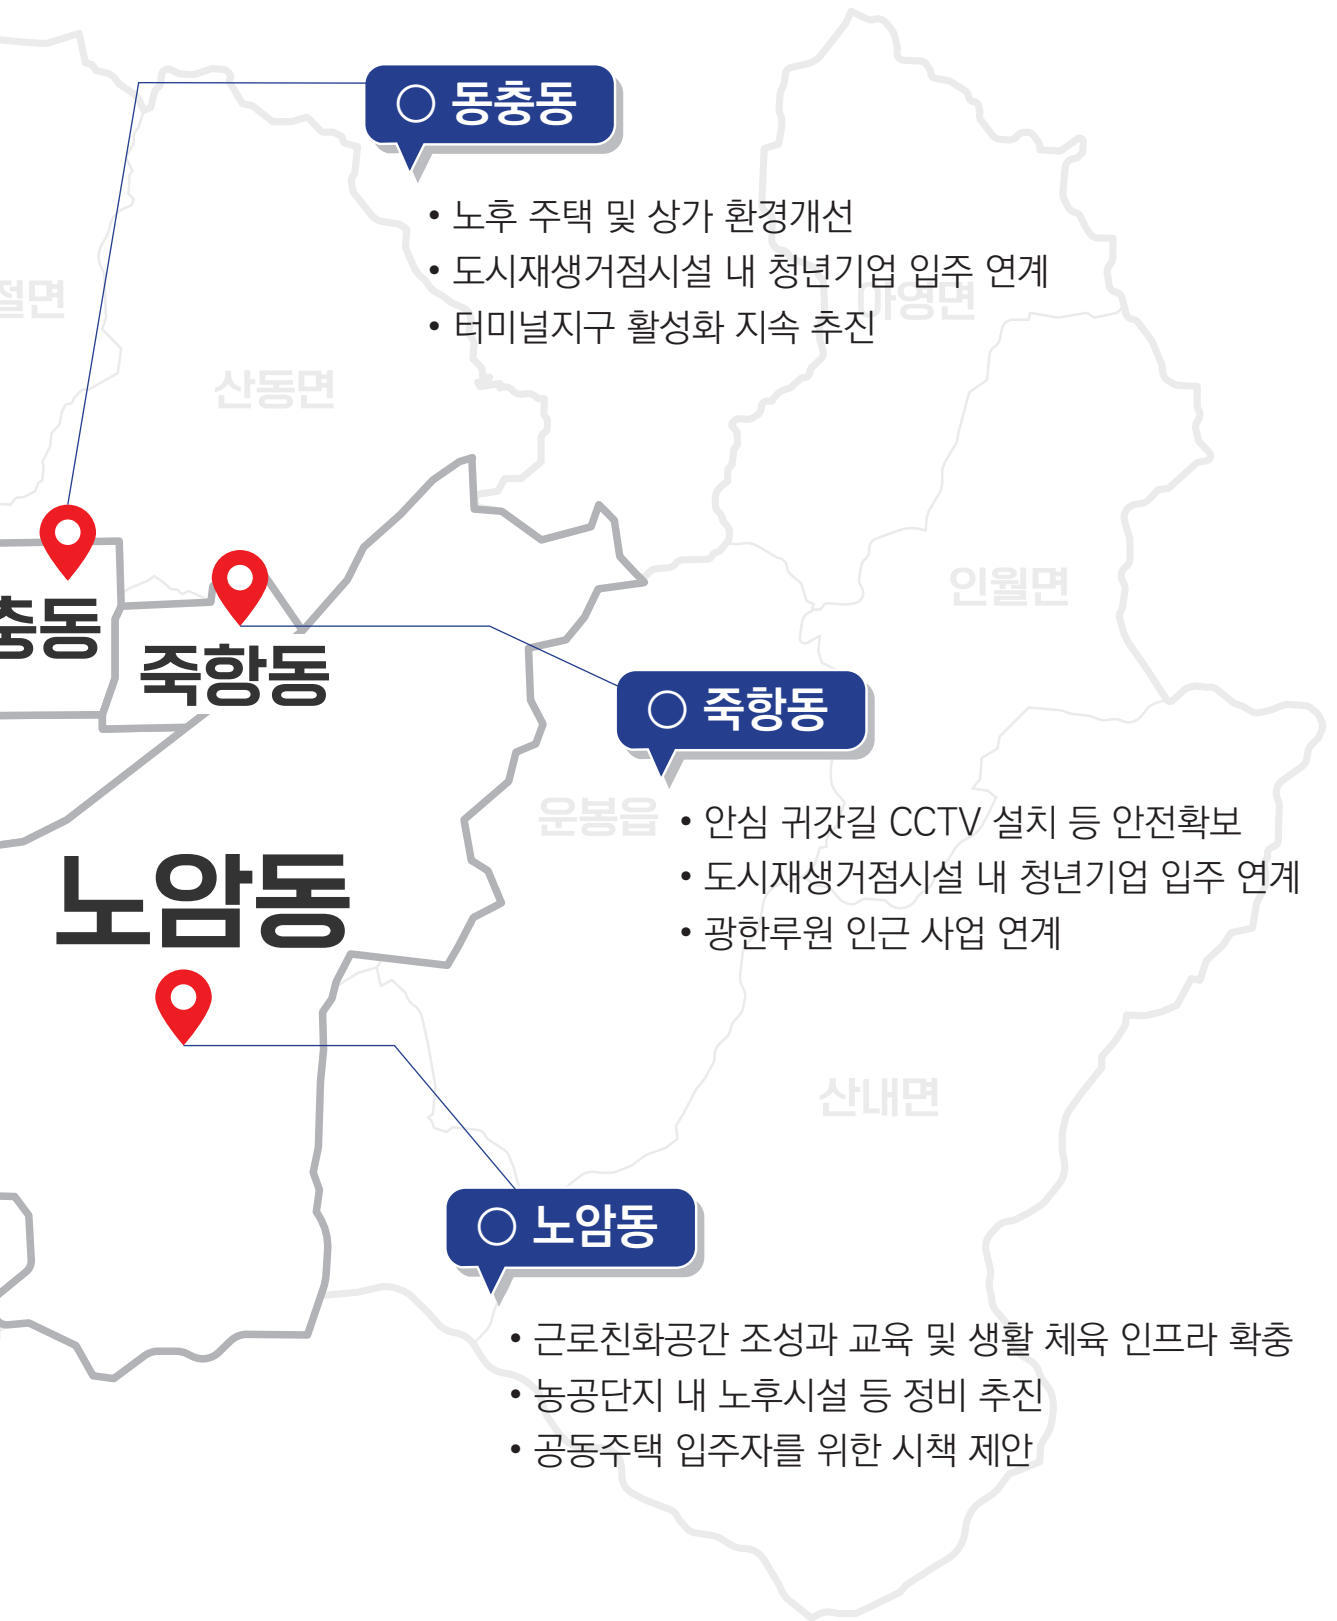 ○ 동충동
• 노후 주택 및 상가 환경개선
• 도시재생거점시설 내 청년기업 입주 연계
• 터미널지구 활성화 지속 추진
절면
아영면
산동면
인월면
충동
죽항동
○ 죽항동
운봉읍
• 안심 귀갓길 CCTV 설치 등 안전확보
• 도시재생거점시설 내 청년기업 입주 연계
• 광한루원 인근 사업 연계
노암동
산내면
○ 노암동
• 근로친화공간 조성과 교육 및 생활 체육 인프라 확충
• 농공단지 내 노후시설 등 정비 추진
• 공동주택 입주자를 위한 시책 제안